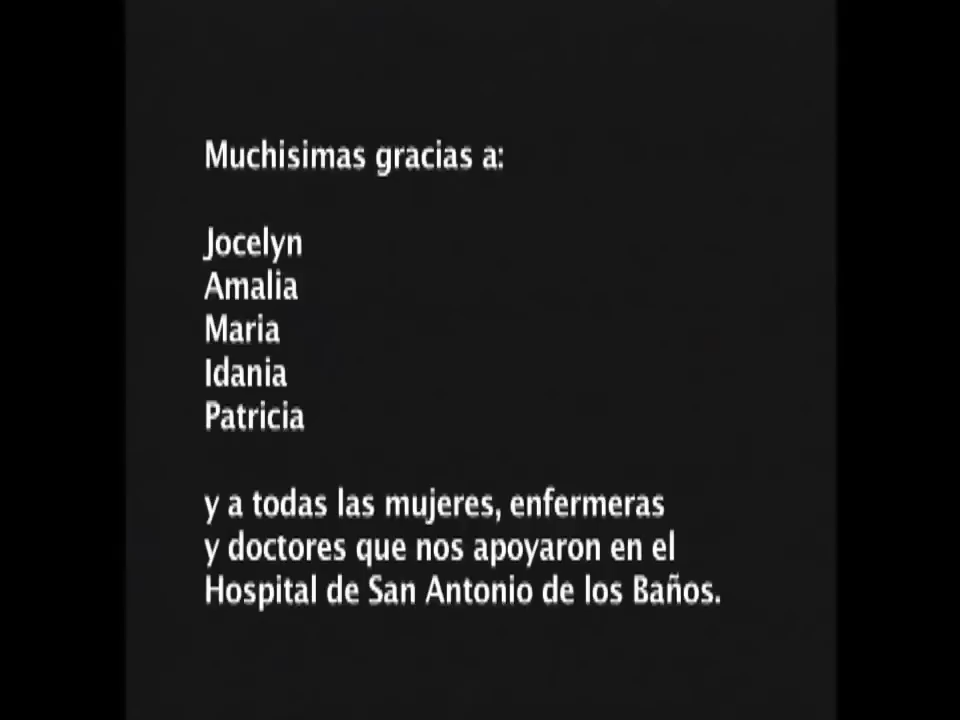 Muchisimas gracias a:
Jocelyn
Amalia
Maria
Idania
Patricia
y a todas las mujeres, enfermeras
y doctores que nos apoyaron en el
Hospital de San Antonio de los Baños.